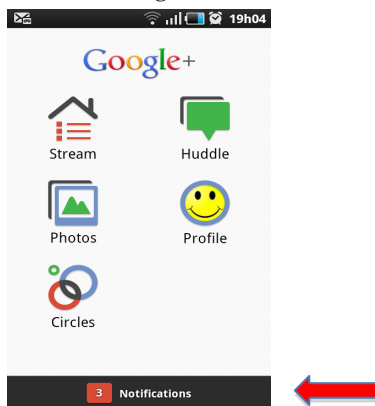 19h04
Google+
Stream Huddle
Photos Profile
Circles
3 Notifications